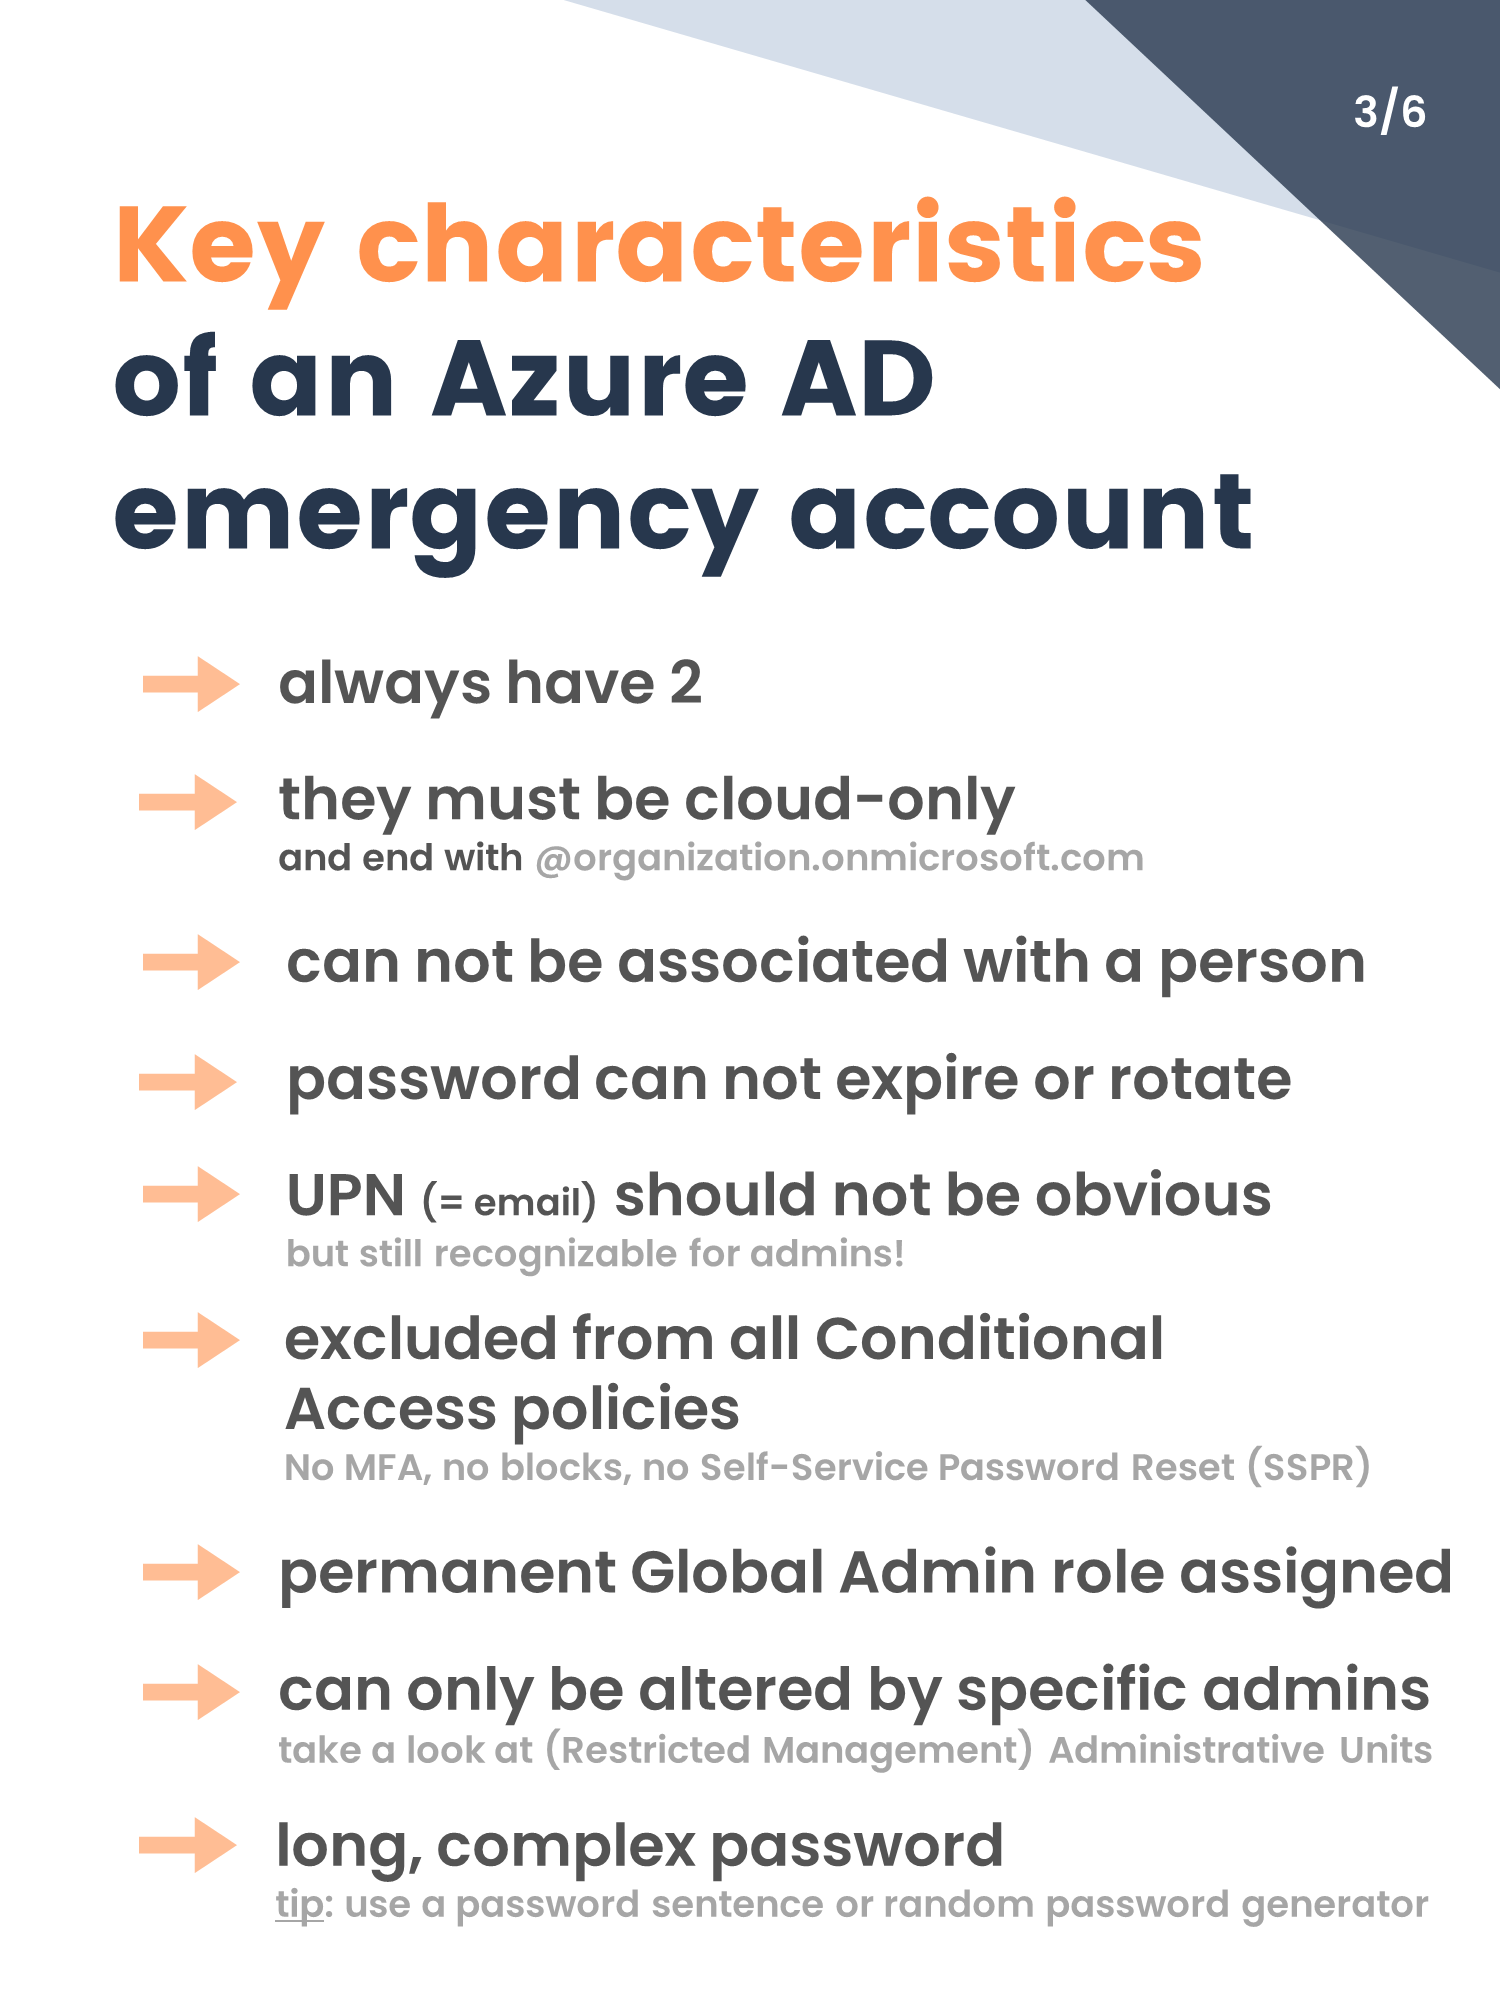 3/6
Key characteristics
of an Azure AD
emergency account
always have 2
they must be cloud-only
and end with @organization.onmicrosoft.com
can not be associated with a person
password can not expire or rotate
UPN (= email) should not be obvious
but still recognizable for admins!
excluded from all Conditional
Access policies
No MFA, no blocks, no Self-Service Password Reset (SSPR)
permanent Global Admin role assigned
can only be altered by specific admins
take a look at (Restricted Management) Administrative Units
long, complex password
tip: use a password sentence or random password generator